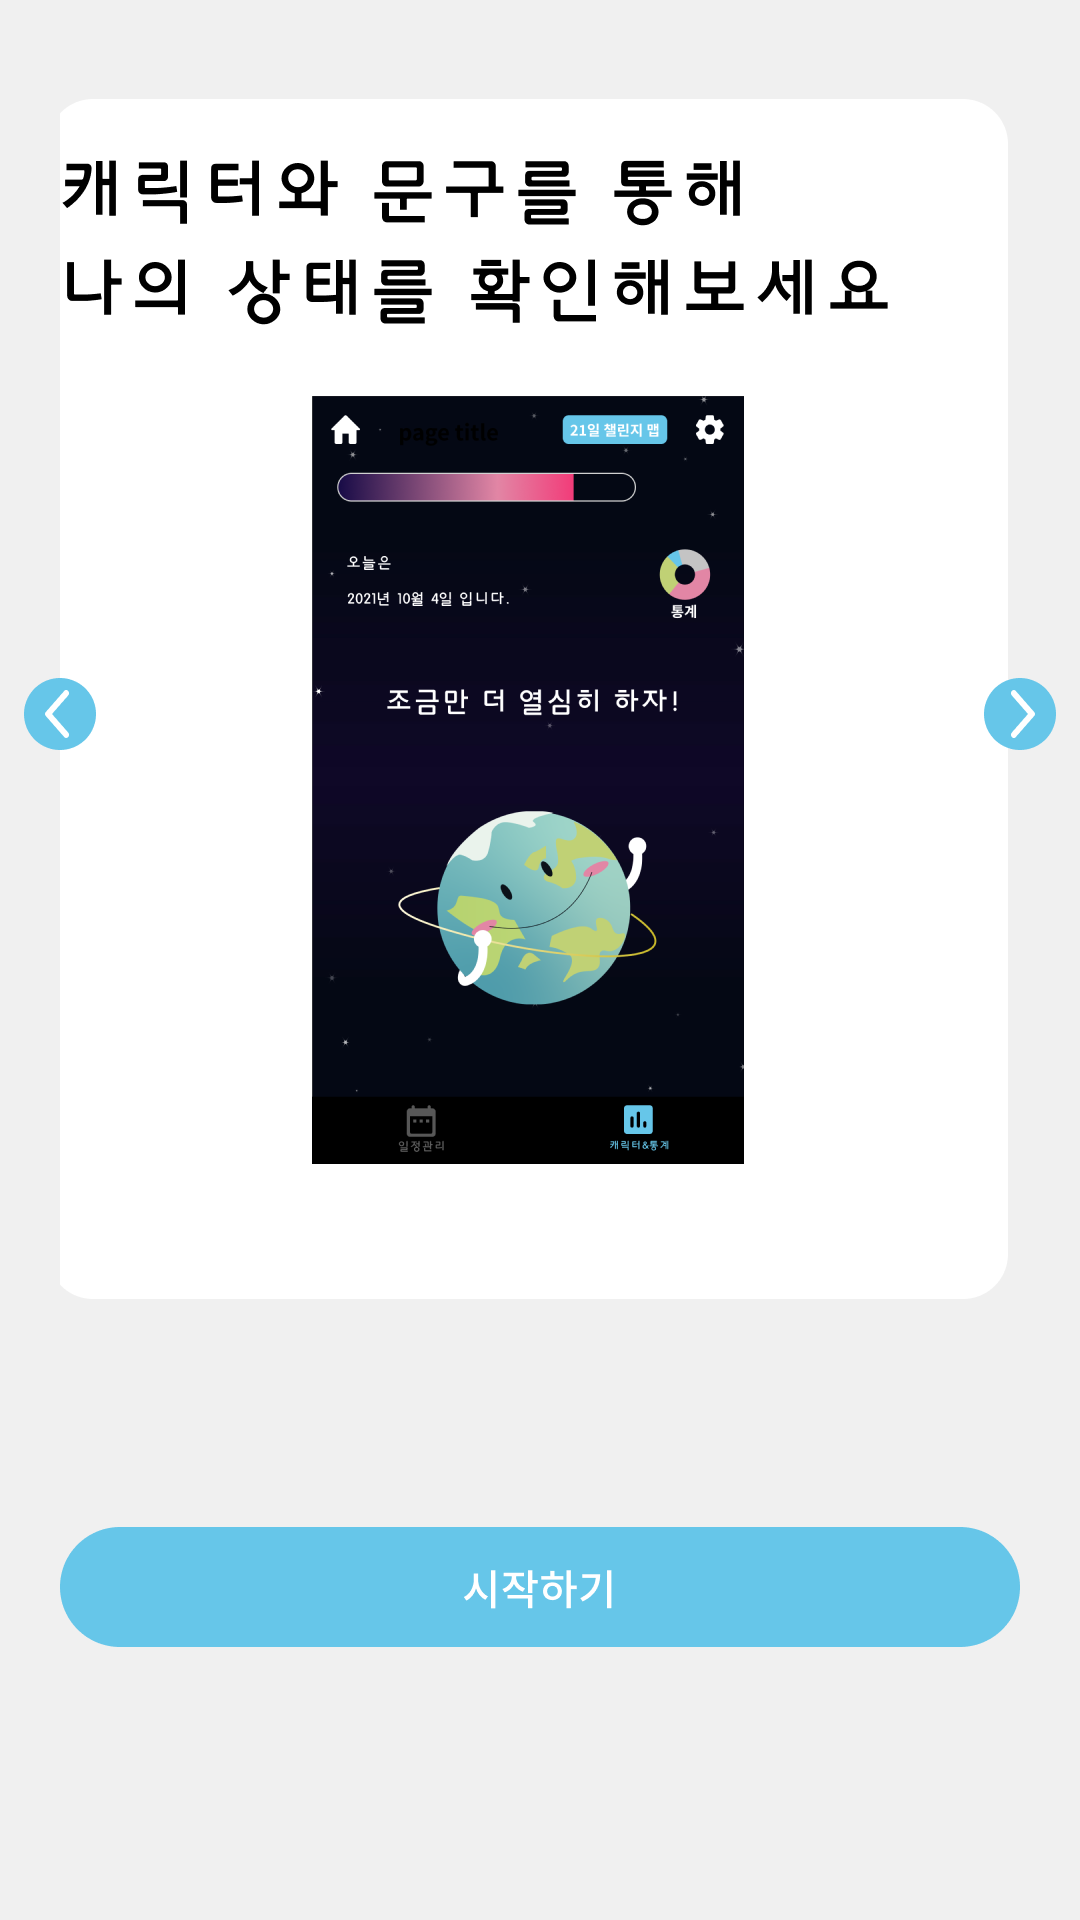 캐릭터와 문구를 통해
나의 상태를 확인해보세요
page title
21일 챌린지 맵
오늘은
2021년 10월 4일 입니다.
통계
조금만 더 열심히 하자!
일정관리
캐릭터&통계
시작하기